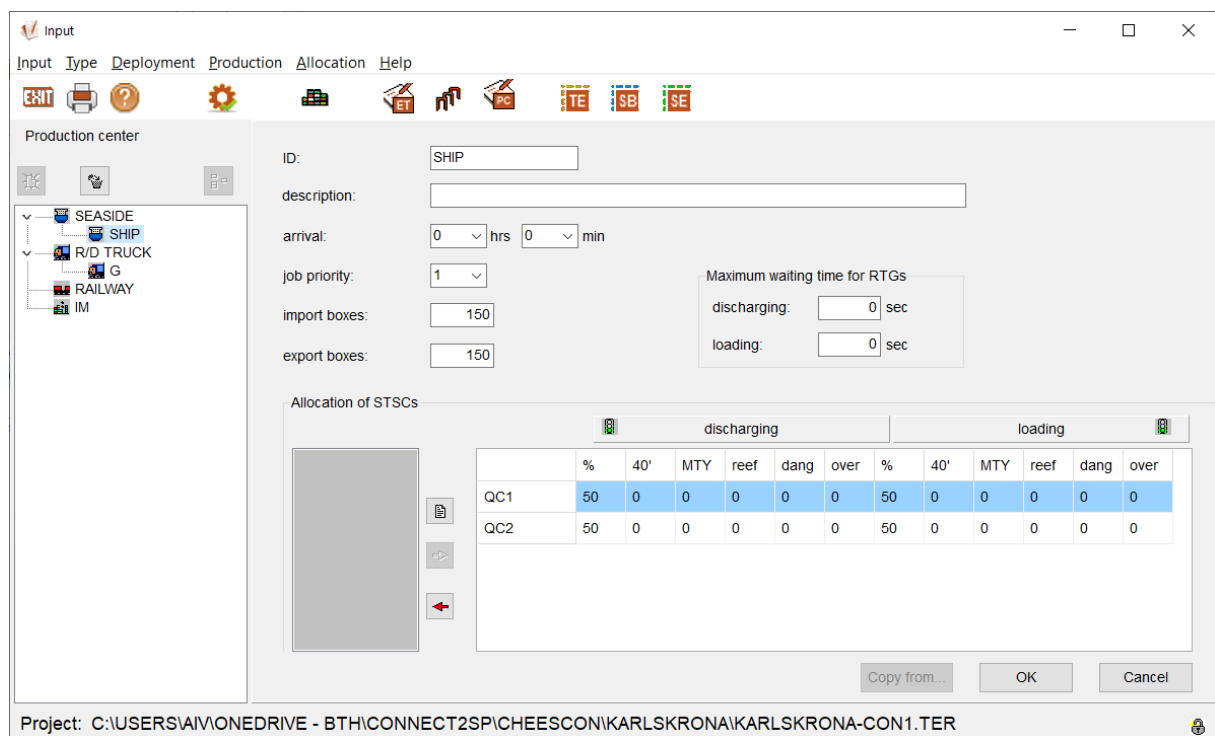 Input
Input Type Deployment Production Allocation Help
EXIT ? ET PC TE SB SE
Production center
SEASIDE
SHIP
R/D TRUCK
G
RAILWAY
IM
ID: SHIP
description:
arrival: 0 hrs 0 min
job priority: 1
import boxes: 150
export boxes: 150
Maximum waiting time for RTGs
discharging: 0 sec
loading: 0 sec
Allocation of STSCs
discharging loading
% 40' MTY reef dang over % 40' MTY reef dang over
QC1 50 0 0 0 0 0 50 0 0 0 0 0
QC2 50 0 0 0 0 0 50 0 0 0 0 0
Copy from... OK Cancel
Project: C:\USERS\AIV\ONEDRIVE - BTH\CONNECT2SP\CHEESCON\KARLSKRONA\KARLSKRONA-CON1.TER